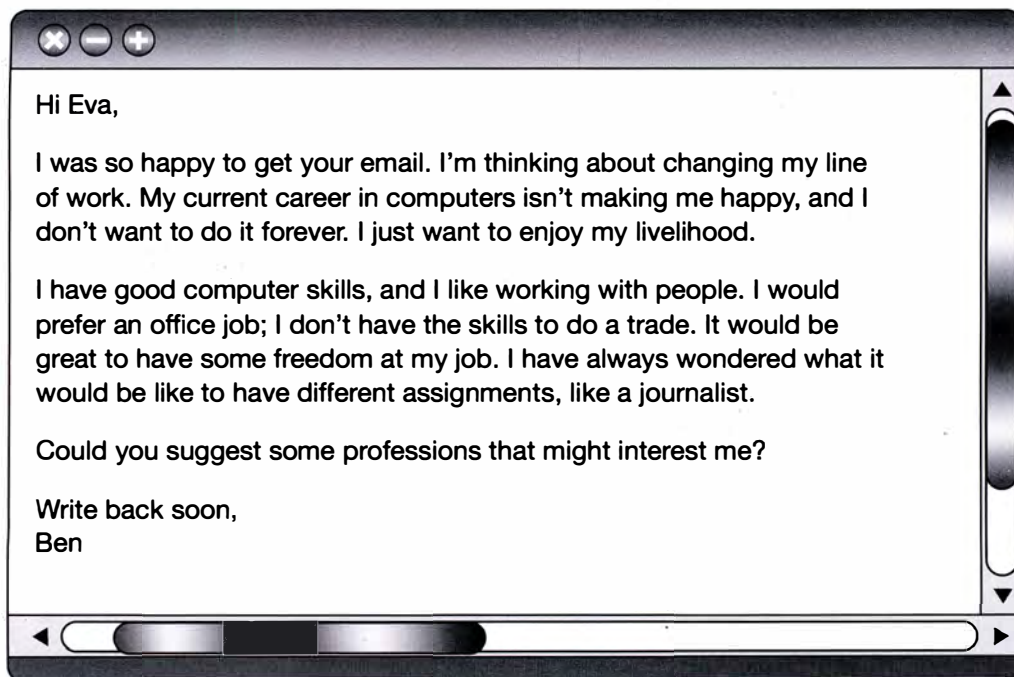 Hi Eva,
I was so happy to get your email. I'm thinking about changing my line
of work. My current career in computers isn't making me happy, and I
don't want to do it forever. I just want to enjoy my livelihood.
I have good computer skills, and I like working with people. I would
prefer an office job; I don't have the skills to do a trade. It would be
great to have some freedom at my job. I have always wondered what it
would be like to have different assignments, like a journalist.
Could you suggest some professions that might interest me?
Write back soon,
Ben